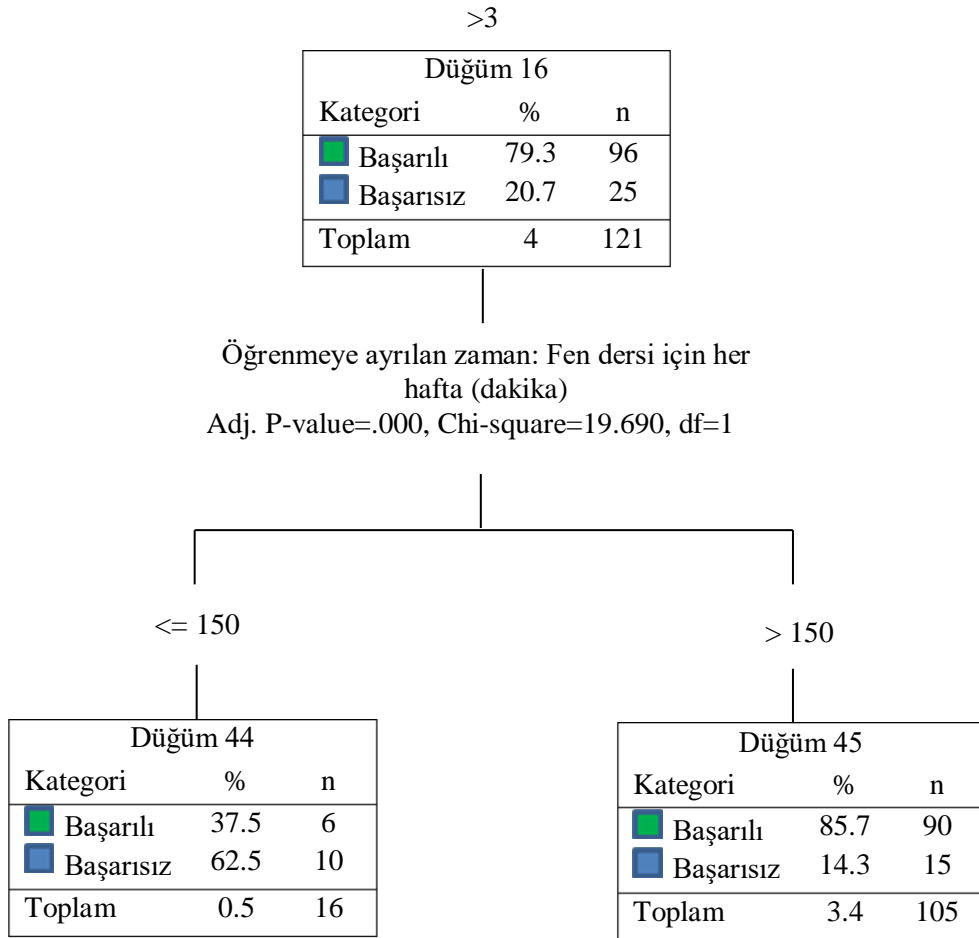 >3
Düğüm 16
Kategori % n
Başarılı 79.3 96
Başarısız 20.7 25
Toplam 4 121
Öğrenmeye ayrılan zaman: Fen dersi için her
hafta (dakika)
Adj. P-value=.000, Chi-square=19.690, df=1
<= 150
> 150
Düğüm 44
Kategori % n
Başarılı 37.5 6
Başarısız 62.5 10
Toplam 0.5 16
Düğüm 45
Kategori % n
Başarılı 85.7 90
Başarısız 14.3 15
Toplam 3.4 105